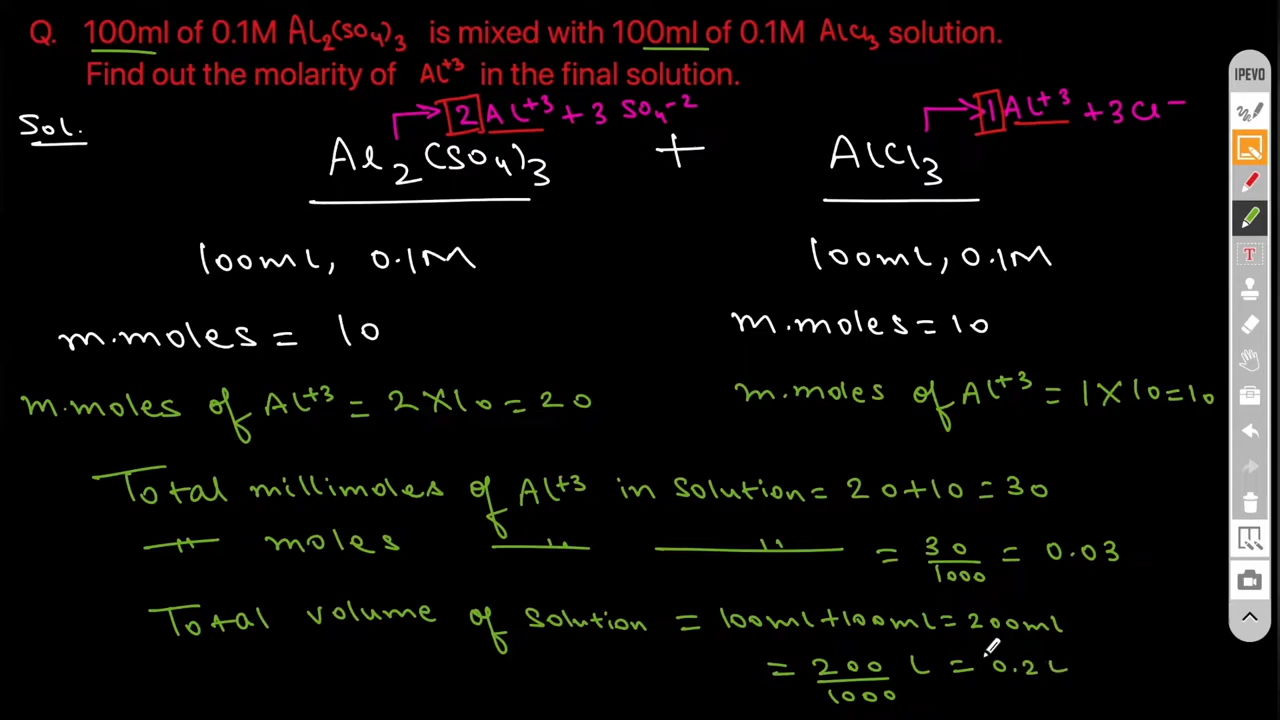 Q. 100ml of 0.1M Al₂(SO₄)₃ is mixed with 100ml of 0.1M AlCl₃ solution.
Find out the molarity of Al⁺³ in the final solution.
Sol.
2 Al⁺³ + 3 SO₄⁻²
1 Al⁺³ + 3Cl⁻
Al₂(SO₄)₃ + AlCl₃
100ml, 0.1M
100ml, 0.1M
m.moles = 10
m.moles = 10
m.moles of Al⁺³ = 2 X 10 = 20
m.moles of Al⁺³ = 1 X 10 = 10
Total millimoles of Al⁺³ in solution = 20 + 10 = 30
–"– moles –"– –"– = 30/1000 = 0.03
Total volume of solution = 100ml + 100ml = 200ml
= 200/1000 L = 0.2L
IPEVO
T